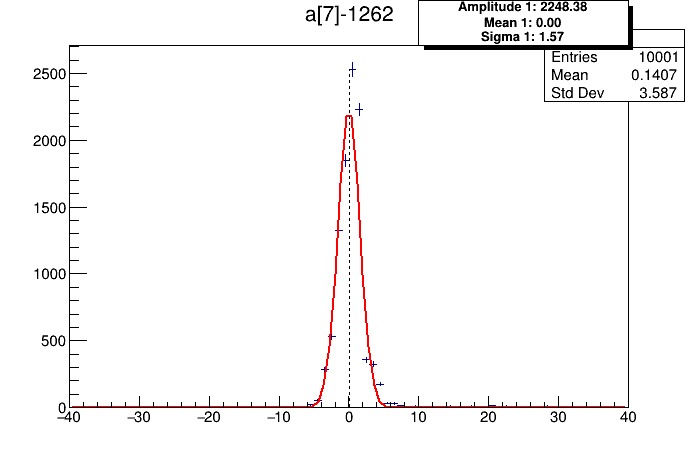 a[7]-1262
Amplitude 1: 2248.38
Mean 1: 0.00
Sigma 1: 1.57
Entries 10001
Mean 0.1407
Std Dev 3.587
2500
2000
1500
1000
500
0
−40 −30 −20 −10 0 10 20 30 40